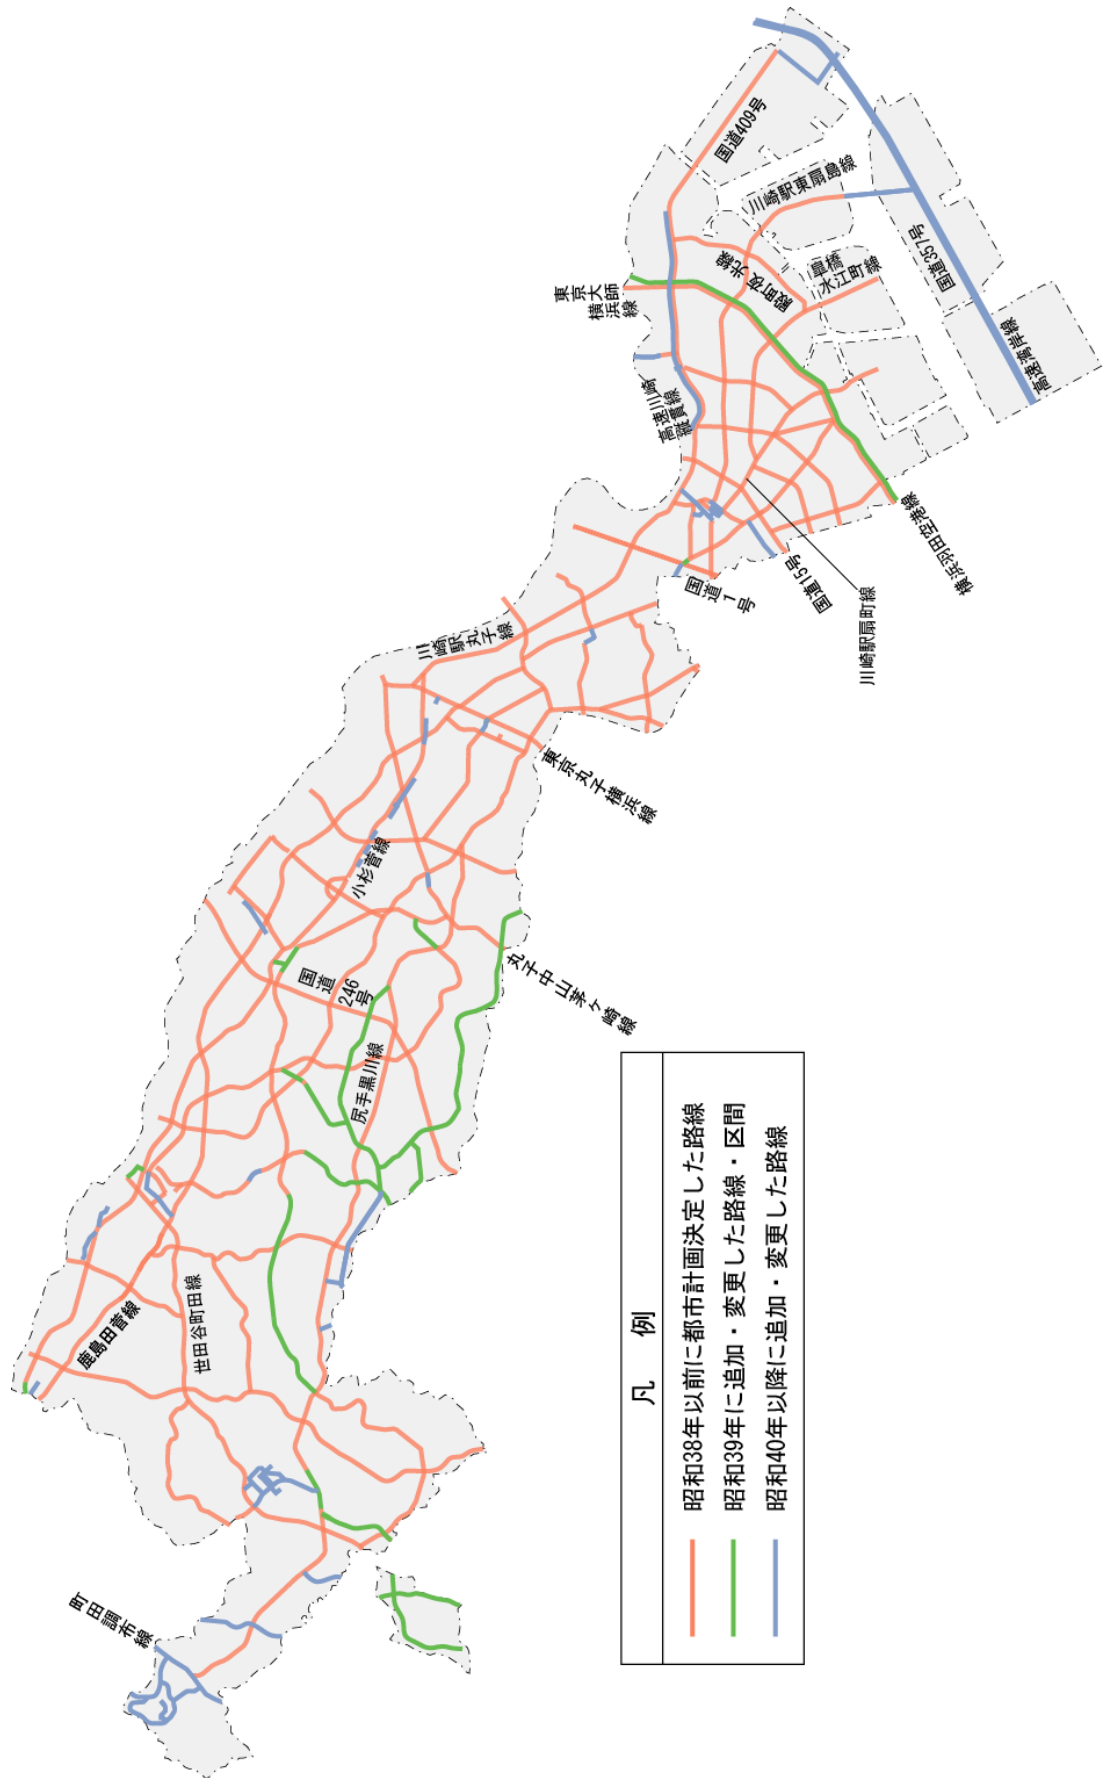 町田調布線
鹿島田菅線
世田谷町田線
尻手黒川線
国道246号
小杉菅線
丸子中山茅ケ崎線
東京丸子横浜線
川崎駅丸子線
国道1号
国道15号
川崎駅扇町線
横浜羽田空港線
高速川崎縦貫線
東京大師横浜線
殿町夜光線
皐橋水江町線
川崎駅東扇島線
国道409号
国道357号
高速湾岸線
凡 例
昭和38年以前に都市計画決定した路線
昭和39年に追加・変更した路線・区間
昭和40年以降に追加・変更した路線